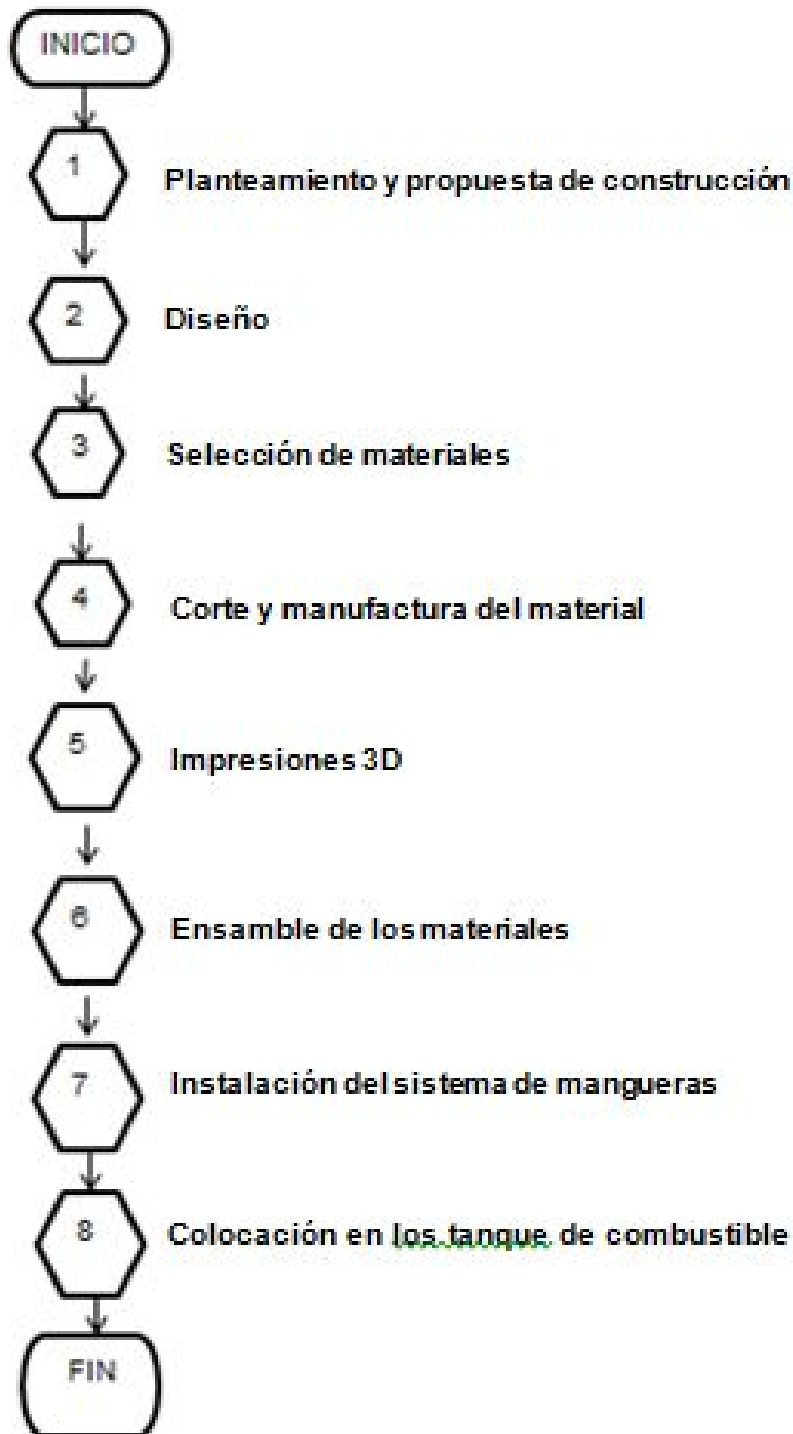 INICIO
1
Planteamiento y propuesta de construcción
2
Diseño
3
Selección de materiales
4
Corte y manufactura del material
5
Impresiones 3D
6
Ensamble de los materiales
7
Instalación del sistema de mangueras
8
Colocación en los tanque de combustible
FIN